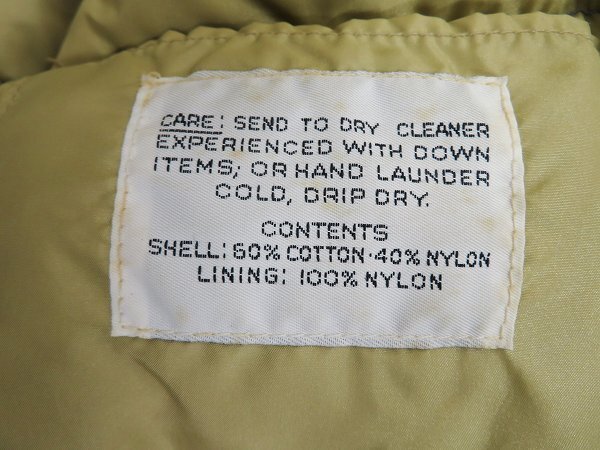 CARE: SEND TO DRY CLEANER
EXPERIENCED WITH DOWN
ITEMS; OR HAND LAUNDER
COLD, DRIP DRY.
CONTENTS
SHELL: 60% COTTON·40% NYLON
LINING: 100% NYLON